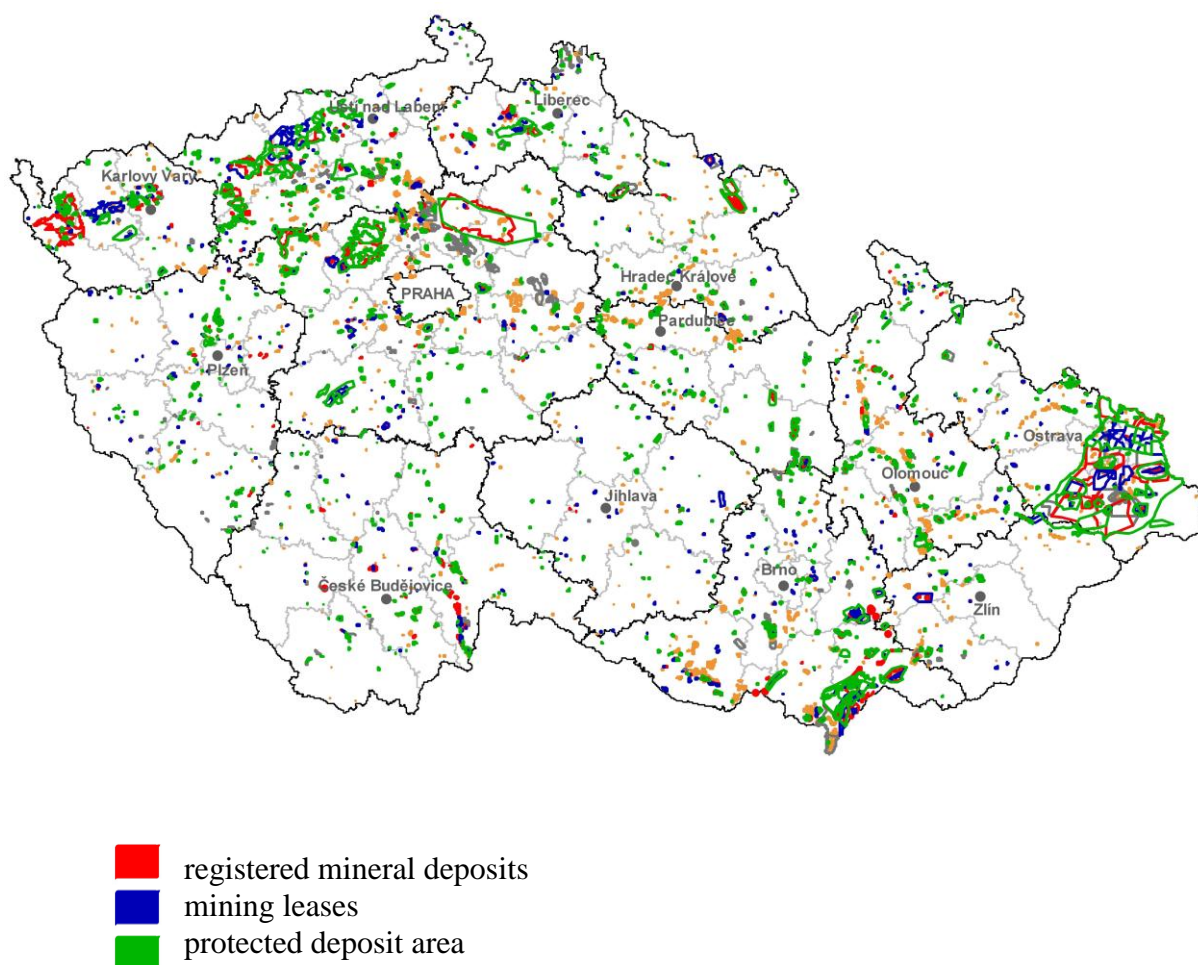 Ústí nad Labem
Liberec
Karlovy Vary
Hradec Králové
PRAHA
Pardubice
Plzeň
Ostrava
Olomouc
Jihlava
České Budějovice
Brno
Zlín
registered mineral deposits
mining leases
protected deposit area